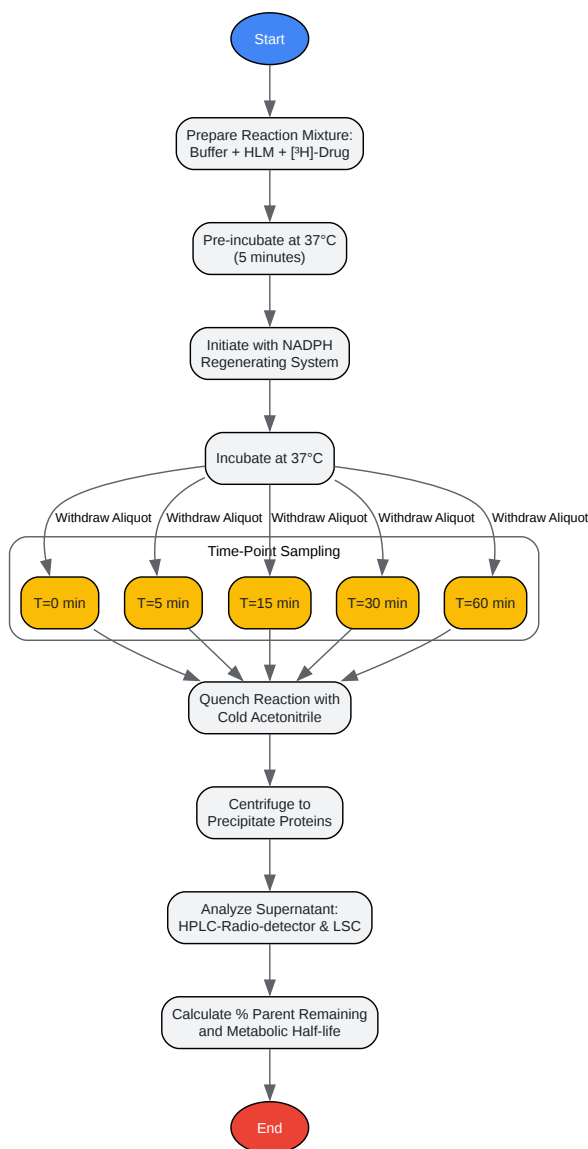 Start
Prepare Reaction Mixture:
Buffer + HLM + [³H]-Drug
Pre-incubate at 37°C
(5 minutes)
Initiate with NADPH
Regenerating System
Incubate at 37°C
Withdraw Aliquot
Withdraw Aliquot
Withdraw Aliquot
Withdraw Aliquot
Withdraw Aliquot
Time-Point Sampling
T=0 min
T=5 min
T=15 min
T=30 min
T=60 min
Quench Reaction with
Cold Acetonitrile
Centrifuge to
Precipitate Proteins
Analyze Supernatant:
HPLC-Radio-detector & LSC
Calculate % Parent Remaining
and Metabolic Half-life
End